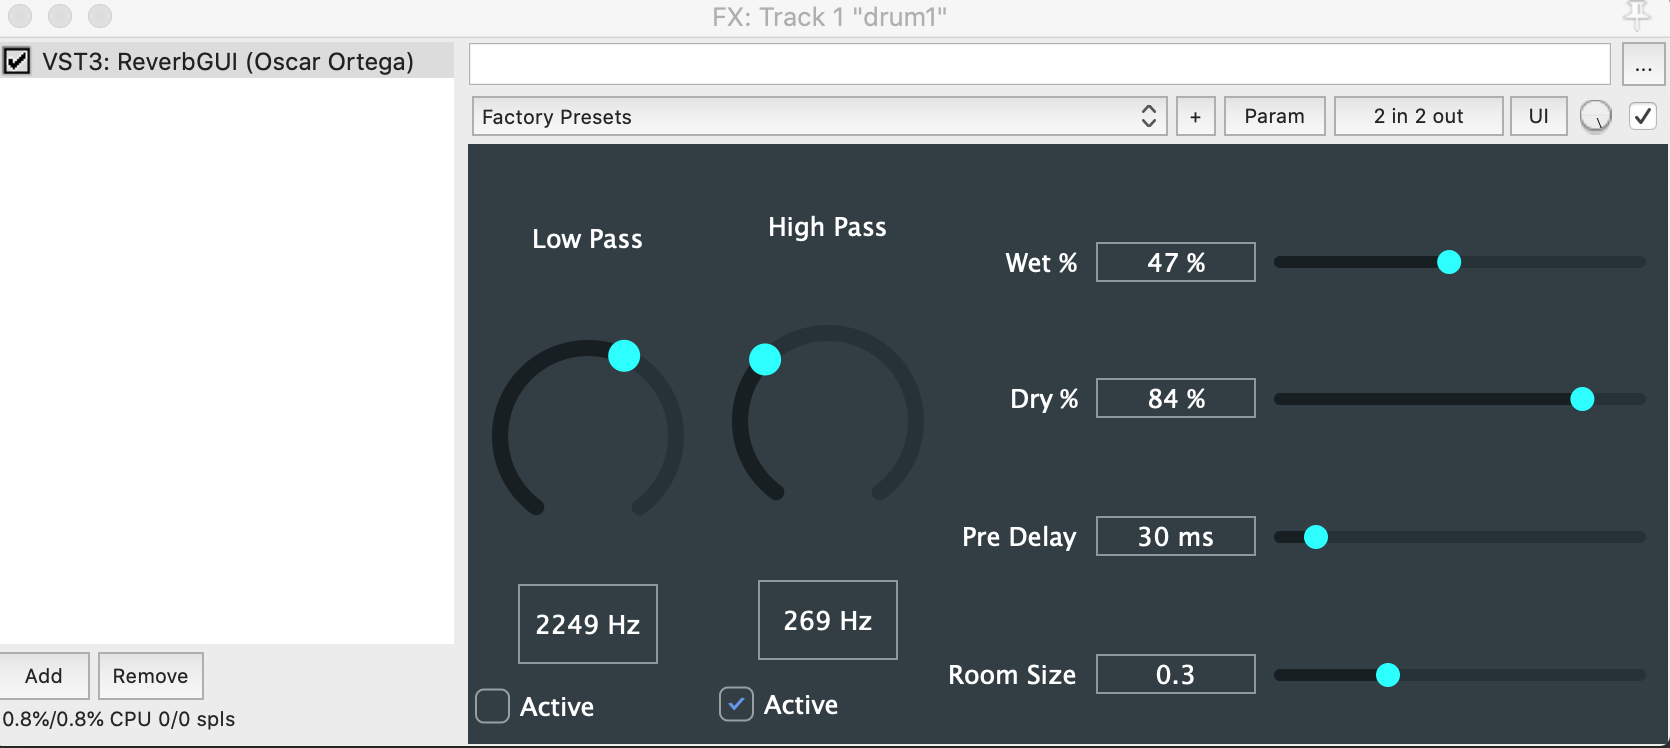 FX: Track 1 "drum1"
VST3: ReverbGUI (Oscar Ortega)
...
Factory Presets
+
Param
2 in 2 out
UI
Low Pass
High Pass
Wet %
47 %
Dry %
84 %
Pre Delay
30 ms
2249 Hz
269 Hz
Room Size
0.3
Active
Active
Add
Remove
0.8%/0.8% CPU 0/0 spls